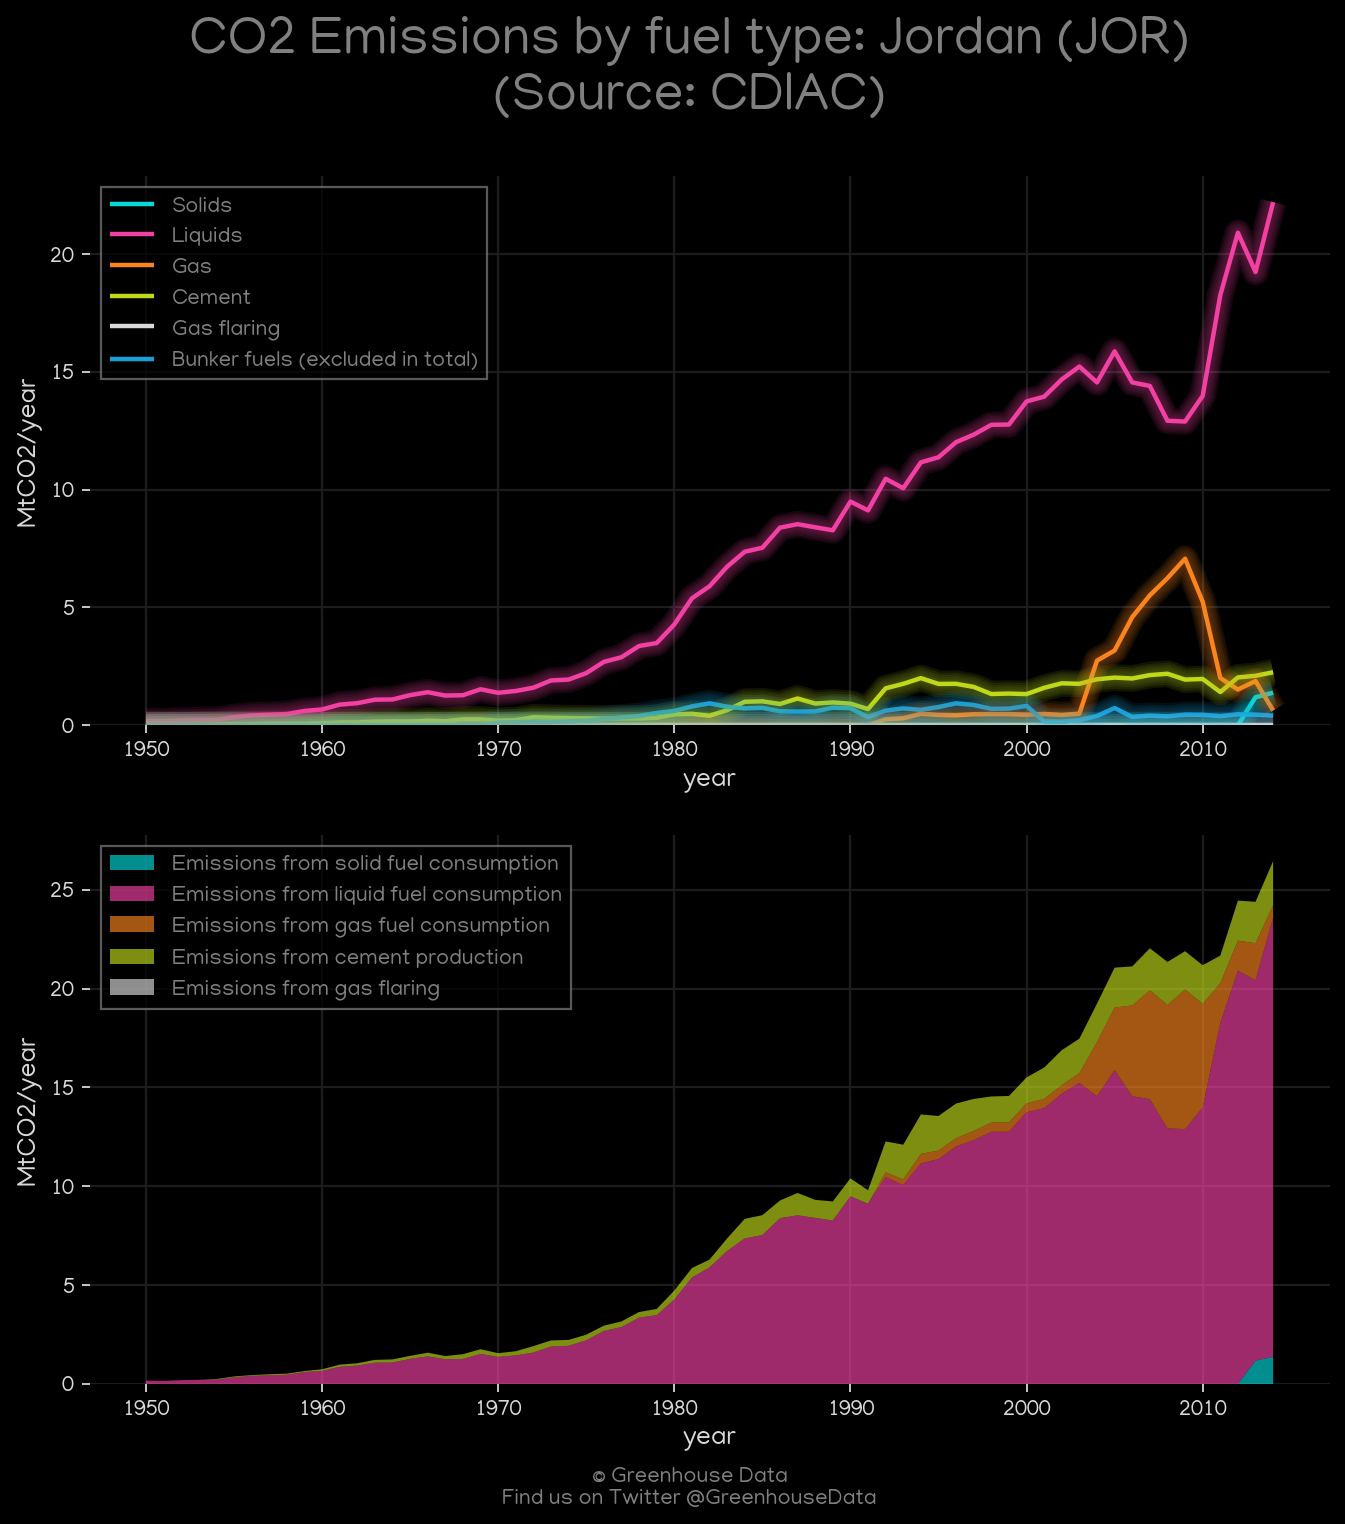 CO2 Emissions by fuel type: Jordan (JOR)
(Source: CDIAC)
Solids
Liquids
Gas
Cement
Gas flaring
Bunker fuels (excluded in total)
MtCO2/year
20
15
10
5
0
1950 1960 1970 1980 1990 2000 2010
year
Emissions from solid fuel consumption
Emissions from liquid fuel consumption
Emissions from gas fuel consumption
Emissions from cement production
Emissions from gas flaring
MtCO2/year
25
20
15
10
5
0
1950 1960 1970 1980 1990 2000 2010
year
© Greenhouse Data
Find us on Twitter @GreenhouseData